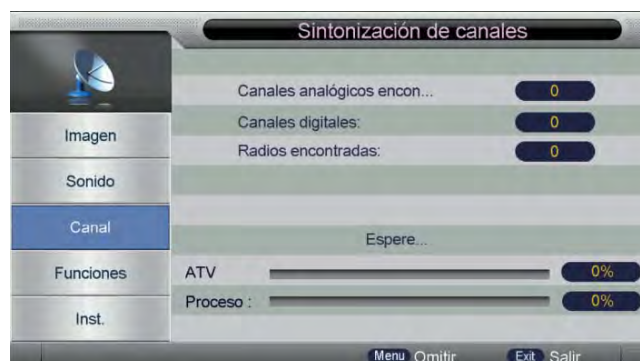 Sintonización de canales
Canales analógicos encon... 0
Canales digitales: 0
Radios encontradas: 0
Imagen
Sonido
Canal
Funciones
Inst.
Espere...
ATV 0%
Proceso : 0%
Menu Omitir Exit Salir